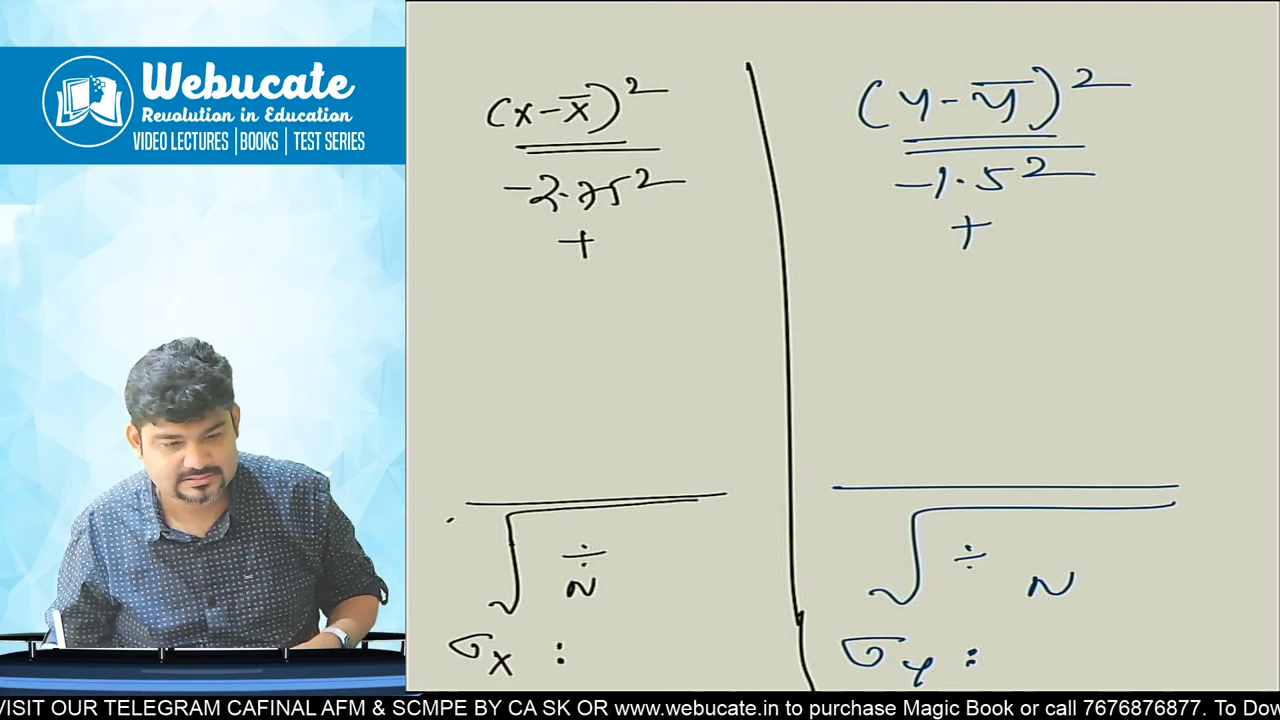 Webucate
Revolution in Education
VIDEO LECTURES | BOOKS | TEST SERIES
(x-x̄)²
-2.75²
+
÷
N
σx :
(y-ȳ)²
-1.5²
+
÷
N
σy :
VISIT OUR TELEGRAM CAFINAL AFM & SCMPE BY CA SK OR www.webucate.in to purchase Magic Book or call 7676876877. To Dow